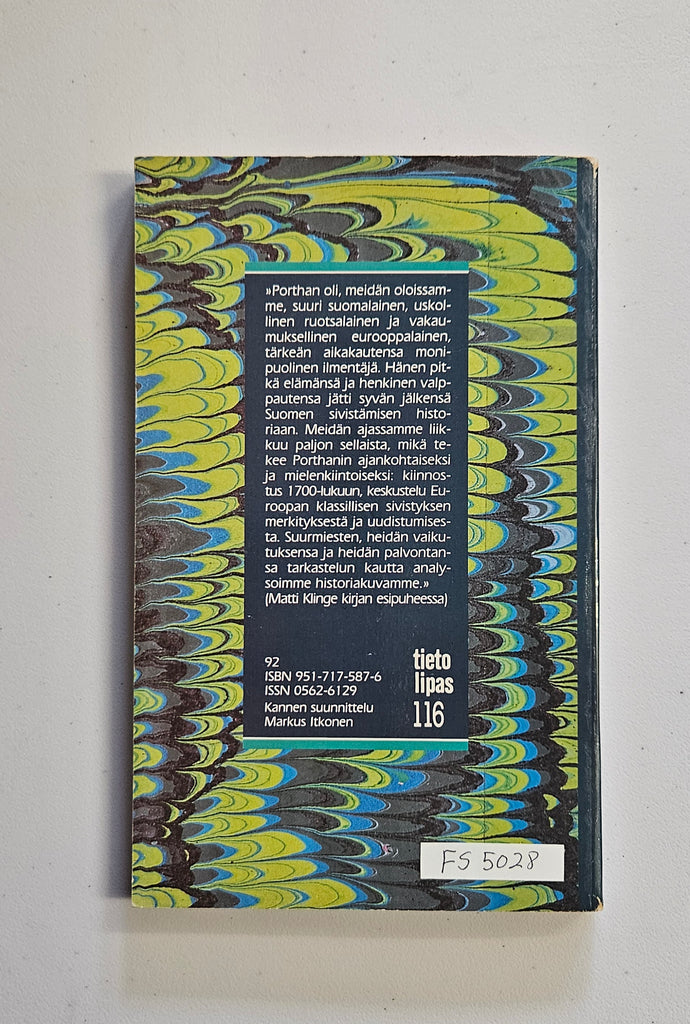 »Porthan oli, meidän oloissam-
me, suuri suomalainen, uskol-
linen ruotsalainen ja vakau-
muksellinen eurooppalainen,
tärkeän aikakautensa moni-
puolinen ilmentäjä. Hänen pit-
kä elämänsä ja henkinen valp-
pautensa jätti syvän jälkensä
Suomen sivistämisen histo-
riaan. Meidän ajassamme liik-
kuu paljon sellaista, mikä te-
kee Porthanin ajankohtaiseksi
ja mielenkiintoiseksi: kiinnos-
tus 1700-lukuun, keskustelu Eu-
roopan klassillisen sivistyksen
merkityksestä ja uudistumises-
ta. Suurmiesten, heidän vaiku-
tuksensa ja heidän palvontan-
sa tarkastelun kautta analy-
soimme historiakuvamme.»
(Matti Klinge kirjan esipuheessa)
92
ISBN 951-717-587-6
ISSN 0562-6129
Kannen suunnittelu
Markus Itkonen
tieto
lipas
116
FS 5028